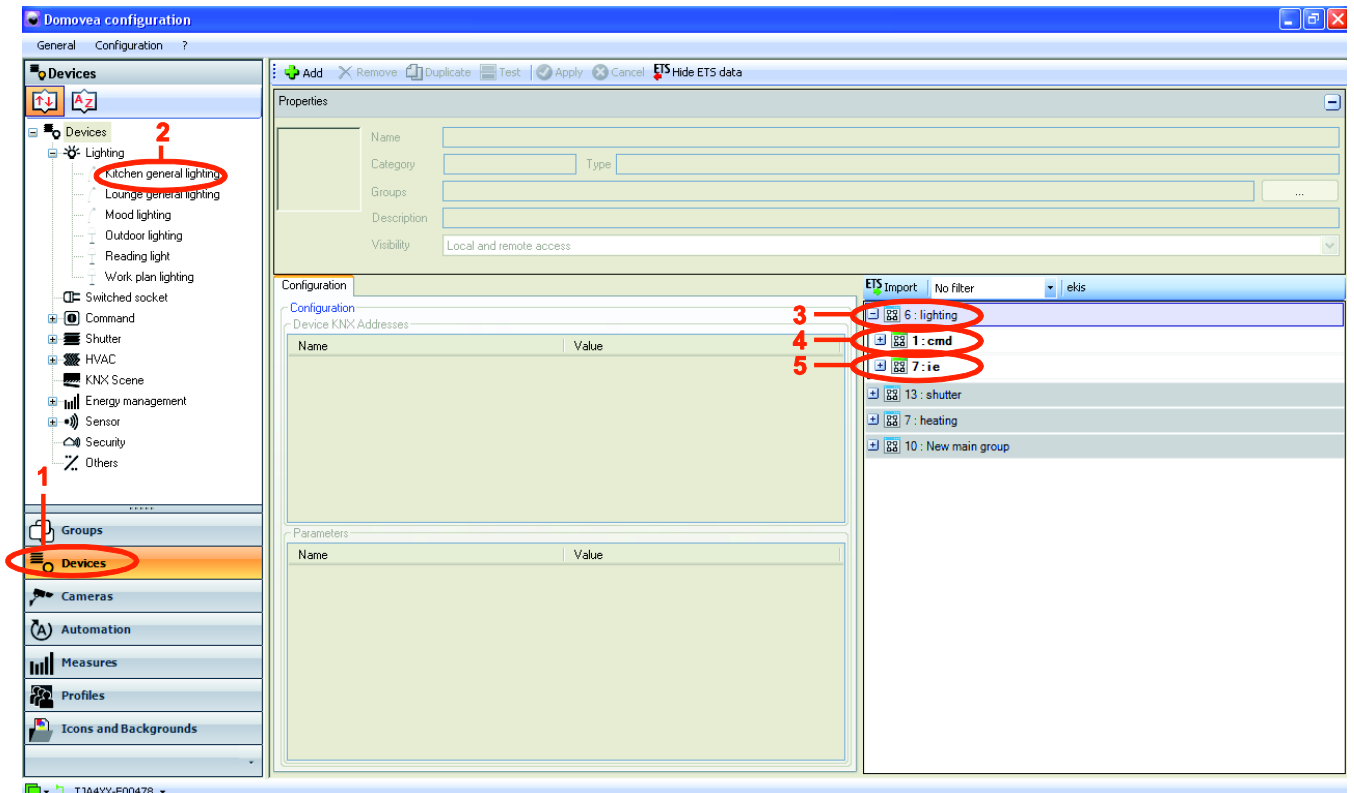 Domovea configuration
General Configuration ?
Devices
Add Remove Duplicate Test Apply Cancel ETS Hide ETS data
Properties
A Z
Devices
2
Lighting
Kitchen general lighting
Lounge general lighting
Mood lighting
Outdoor lighting
Reading light
Work plan lighting
Switched socket
Command
Shutter
HVAC
KNX Scene
Energy management
Sensor
Security
Others
1
Groups
Devices
Cameras
Automation
Measures
Profiles
Icons and Backgrounds
Name
Category Type
Groups ...
Description
Visibility Local and remote access
Configuration
Configuration
Device KNX Addresses
Name Value
Parameters
Name Value
ETS Import No filter ekis
3 6 : lighting
4 1 : cmd
5 7 : ie
13 : shutter
7 : heating
10 : New main group
TJA4YY-E00478